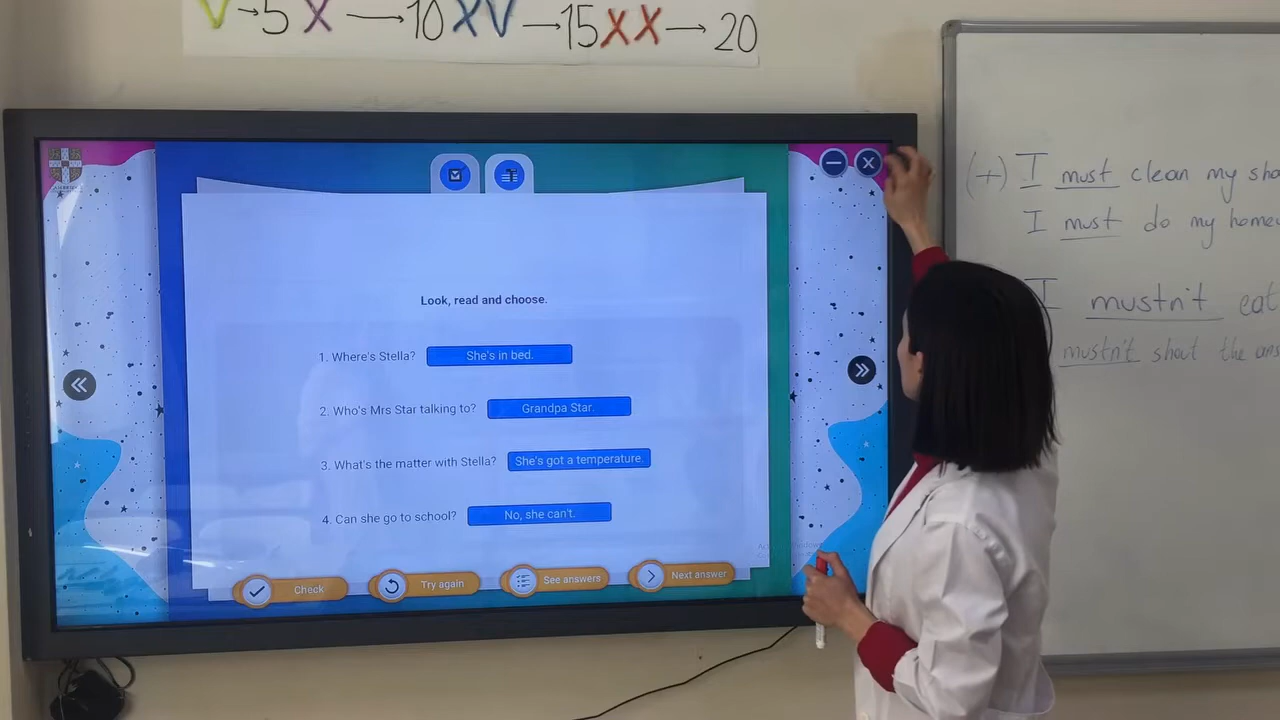 V → 5 X → 10 XV → 15 XX → 20
Look, read and choose.
1. Where's Stella? She's in bed.
2. Who's Mrs Star talking to? Grandpa Star.
3. What's the matter with Stella? She's got a temperature.
4. Can she go to school? No, she can't.
Check Try again See answers Next answer
(+) I must clean my
I must do my
I mustn't eat
mustn't shout the